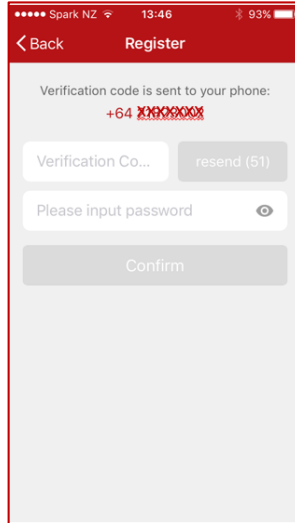 Spark NZ 13:46 93%
Back Register
Verification code is sent to your phone:
+64
Verification Co... resend (51)
Please input password
Confirm